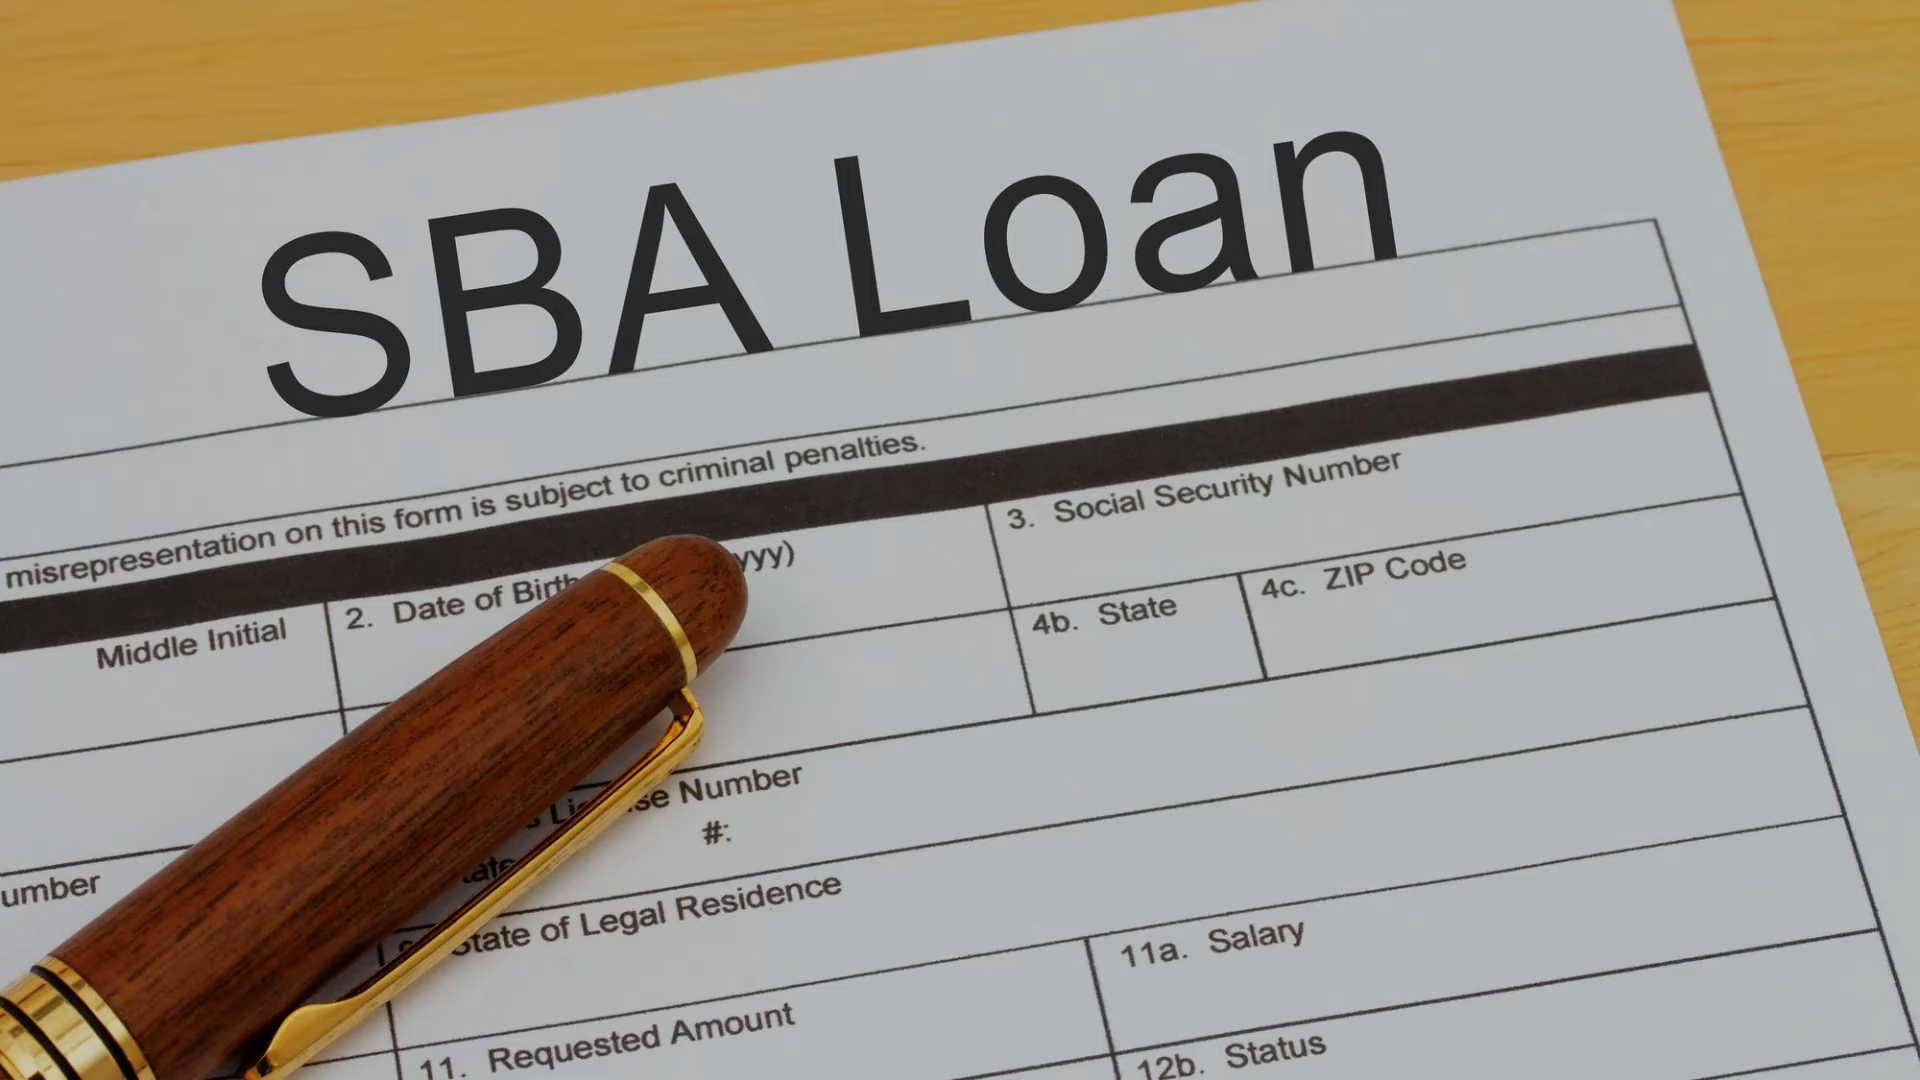 SBA Loan
misrepresentation on this form is subject to criminal penalties.
Middle Initial
2. Date of Birth
3. Social Security Number
4b. State
4c. ZIP Code
Number
#:
State of Legal Residence
11. Requested Amount
11a. Salary
12b. Status